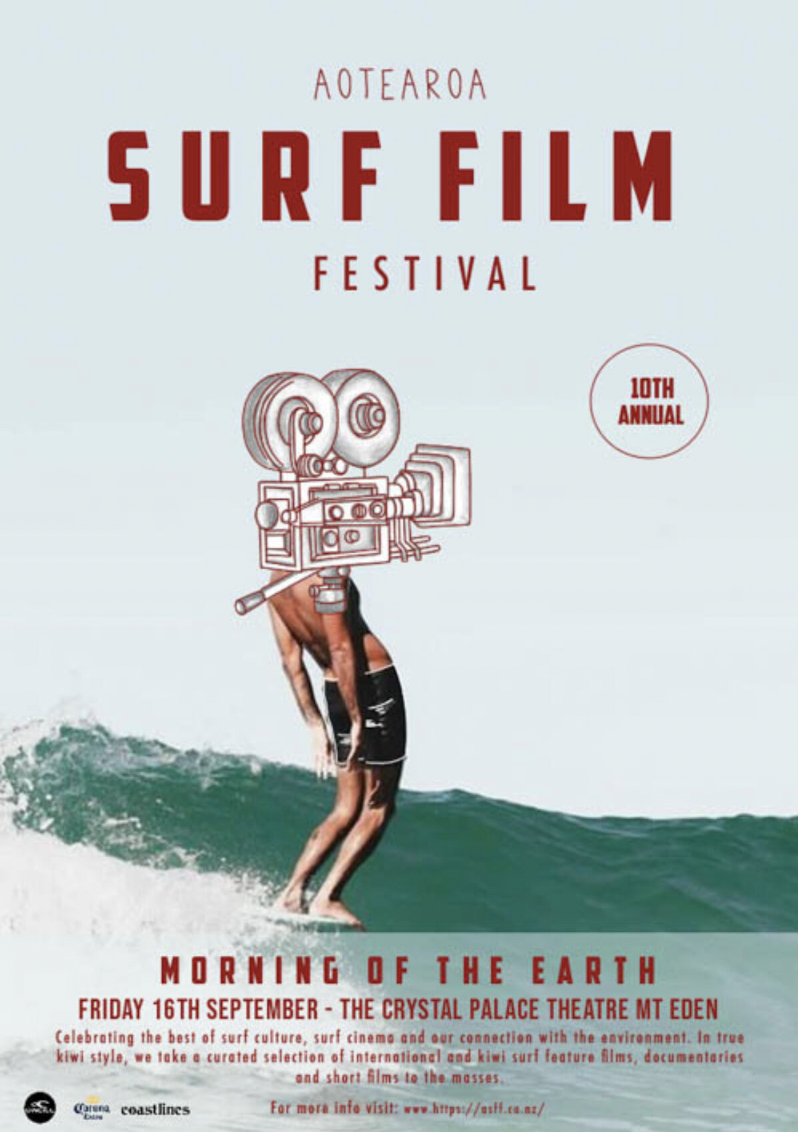 AOTEAROA
SURF FILM
FESTIVAL
10TH
ANNUAL
MORNING OF THE EARTH
FRIDAY 16TH SEPTEMBER - THE CRYSTAL PALACE THEATRE MT EDEN
Celebrating the best of surf culture, surf cinema and our connection with the environment. In true
kiwi style, we take a curated selection of international and kiwi surf feature films, documentaries
and short films to the masses.
Corona
Extra
coastlines
For more info visit: www.https://asff.co.nz/